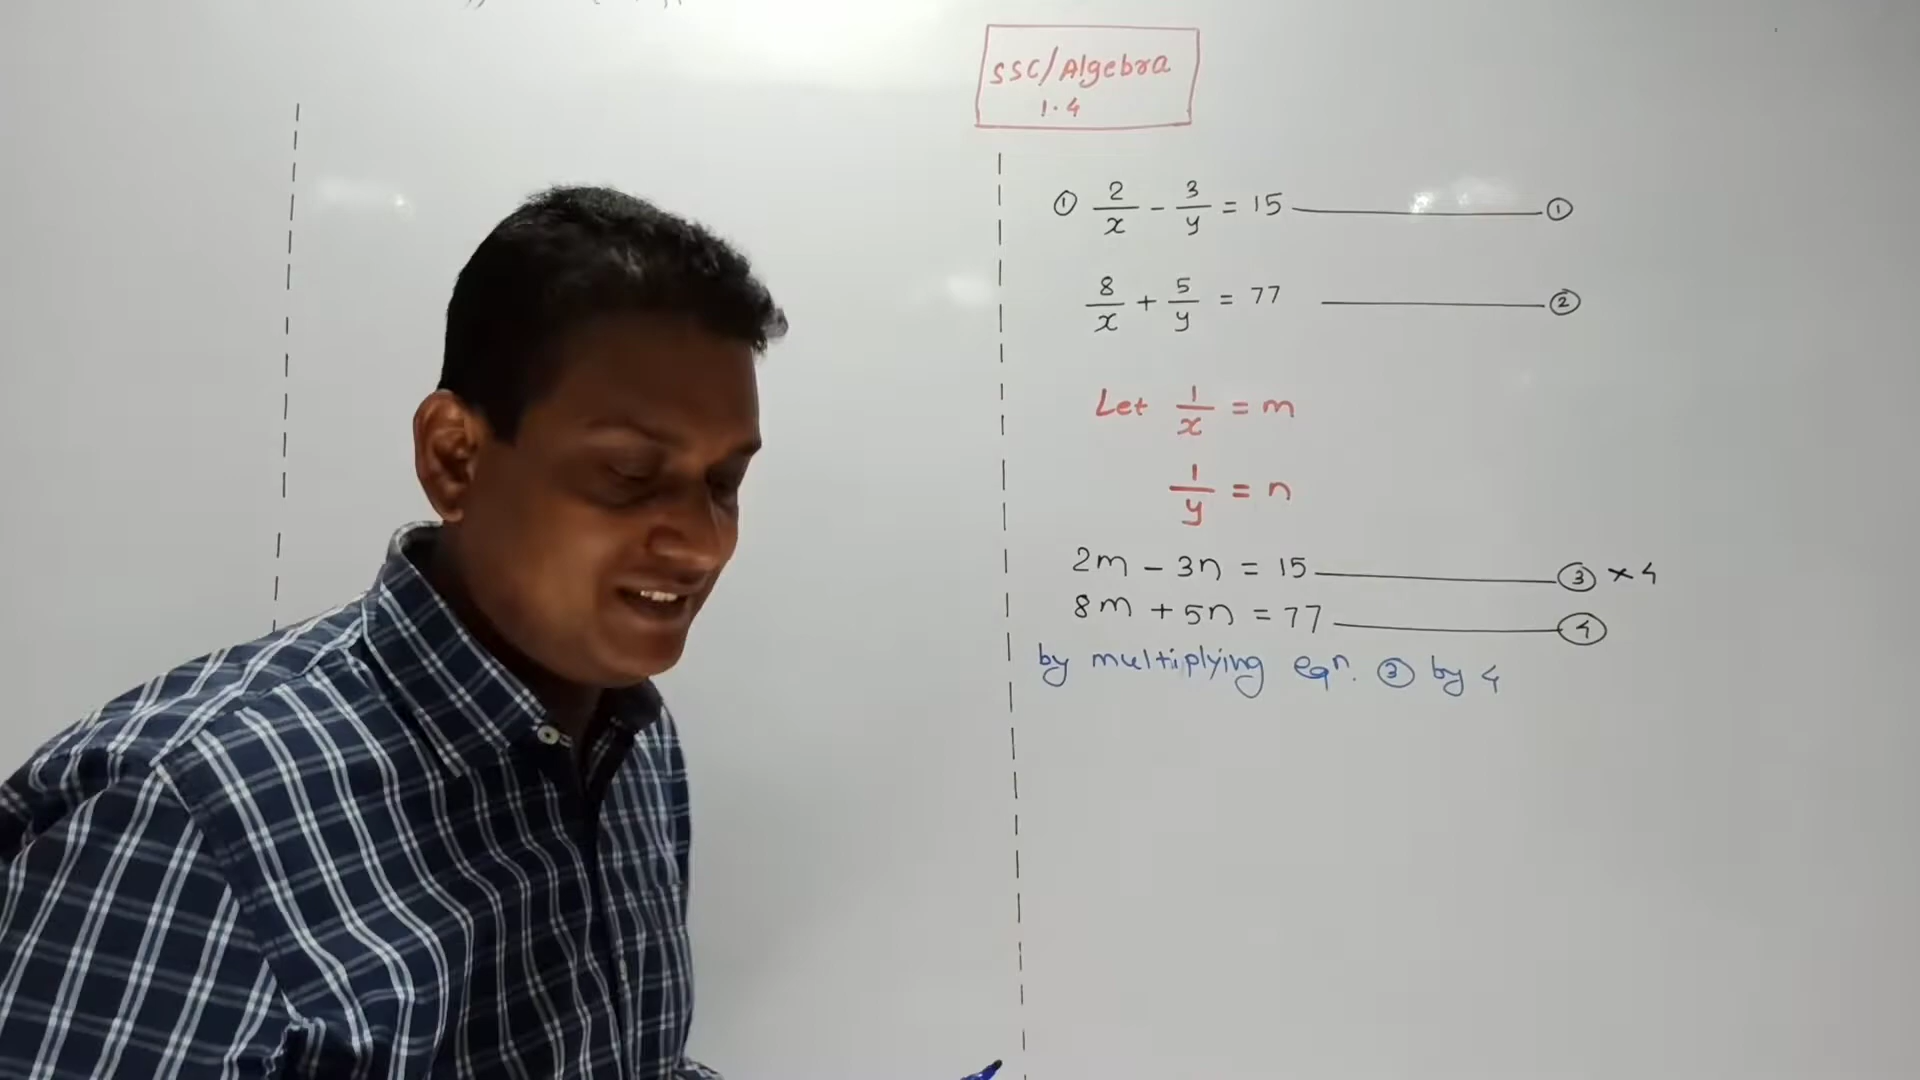 SSC/Algebra
1.4
① 2/x - 3/y = 15 ①
8/x + 5/y = 77 ②
Let 1/x = m
1/y = n
2m - 3n = 15 ③ × 4
8m + 5n = 77 ④
by multiplying eqn. ③ by 4